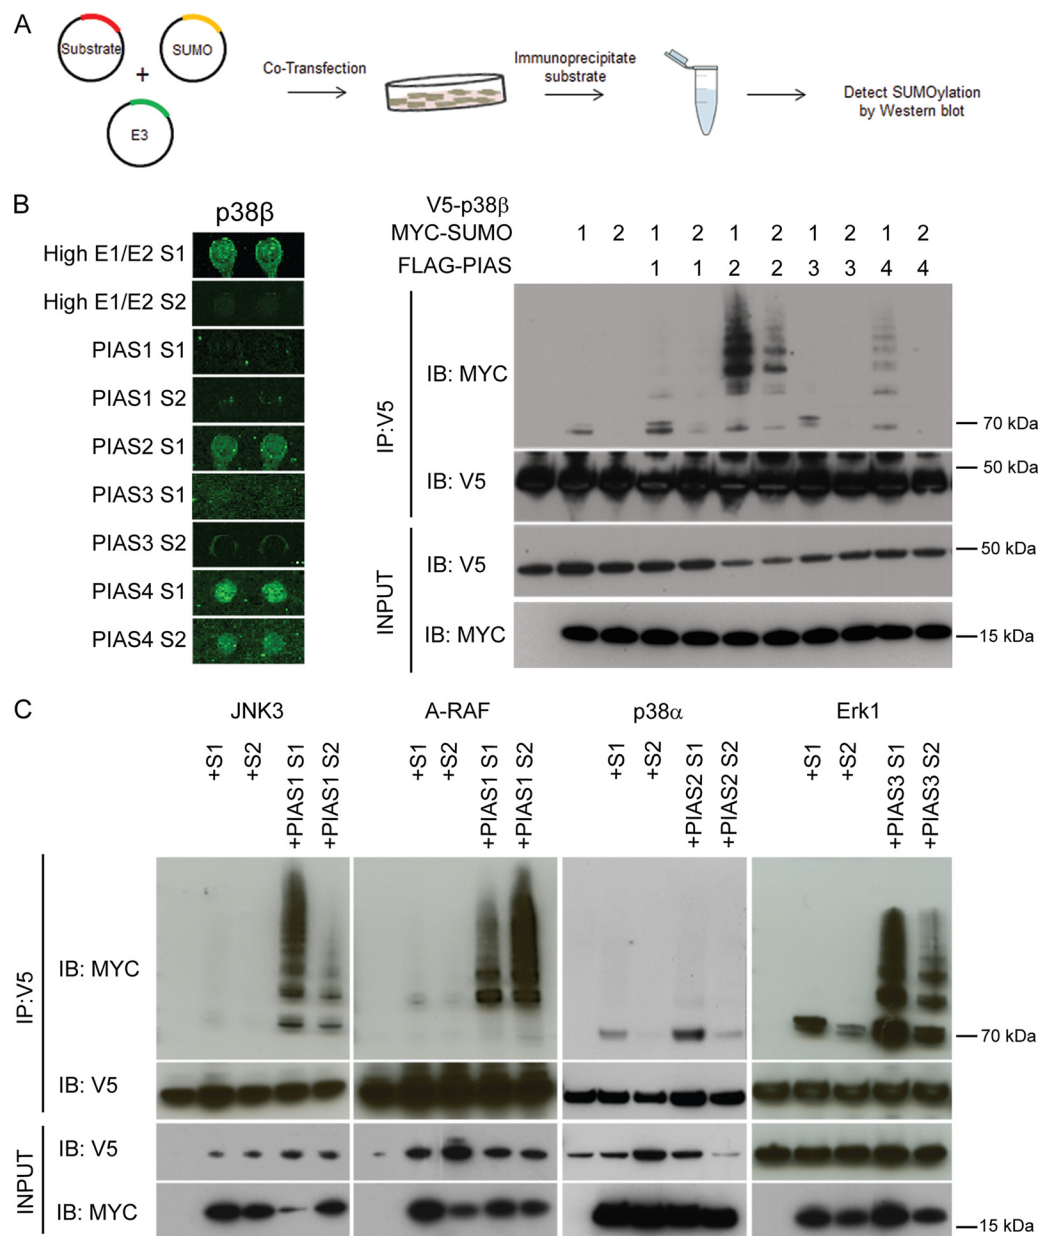 A
Substrate
SUMO
+
E3
Co-Transfection
Immunoprecipitate
substrate
Detect SUMOylation
by Western blot
B
p38β
High E1/E2 S1
High E1/E2 S2
PIAS1 S1
PIAS1 S2
PIAS2 S1
PIAS3 S1
PIAS3 S2
PIAS4 S1
PIAS4 S2
V5-p38β
MYC-SUMO 1 2 1 2 1 2 1 2 1 2
FLAG-PIAS 1 1 2 2 3 3 4 4
IP:V5
IB: MYC
70 kDa
IB: V5
50 kDa
INPUT
IB: V5
50 kDa
IB: MYC
15 kDa
C
JNK3 A-RAF p38α Erk1
+S1 +S2 +PIAS1 S1 +PIAS1 S2
+S1 +S2 +PIAS1 S1 +PIAS1 S2
+S1 +S2 +PIAS2 S1 +PIAS2 S2
+S1 +S2 +PIAS3 S1 +PIAS3 S2
IP:V5
IB: MYC
70 kDa
IB: V5
INPUT
IB: V5
IB: MYC
15 kDa